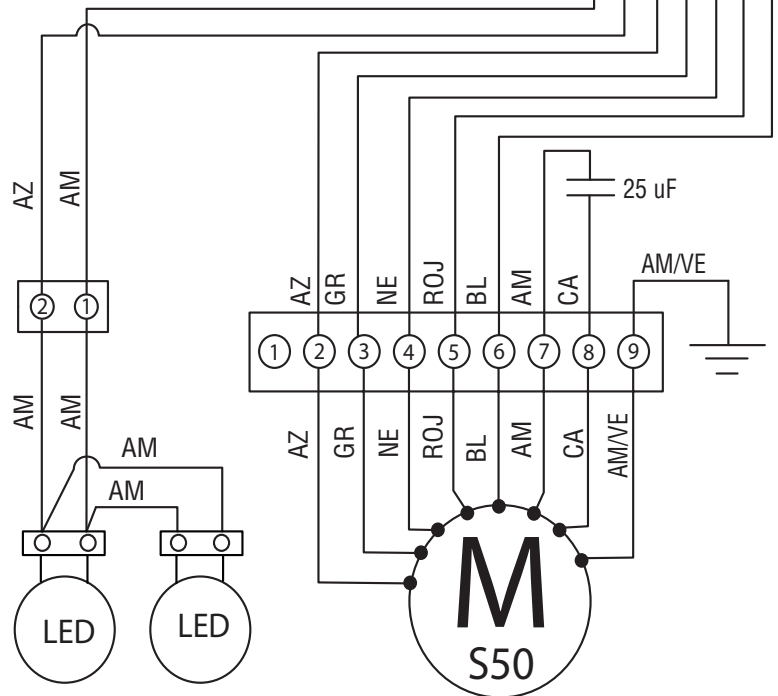 AZ
AM
25 uF
AZ
GR
NE
ROJ
BL
AM
CA
AM/VE
2
1
1
2
3
4
5
6
7
8
9
AM
AM
AZ
GR
NE
ROJ
BL
AM
CA
AM/VE
AM
AM
LED
LED
M
S50